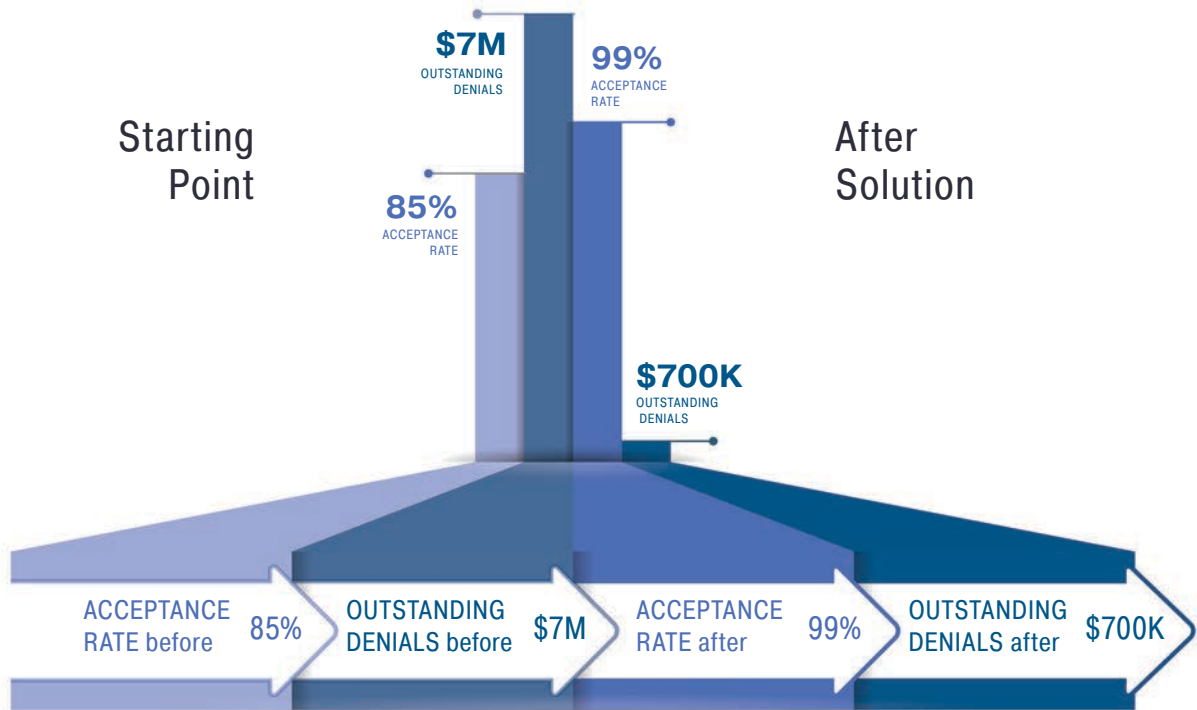 $7M
OUTSTANDING
DENIALS
99%
ACCEPTANCE
RATE
Starting
Point
After
Solution
85%
ACCEPTANCE
RATE
$700K
OUTSTANDING
DENIALS
ACCEPTANCE
RATE before
85%
OUTSTANDING
DENIALS before
$7M
ACCEPTANCE
RATE after
99%
OUTSTANDING
DENIALS after
$700K